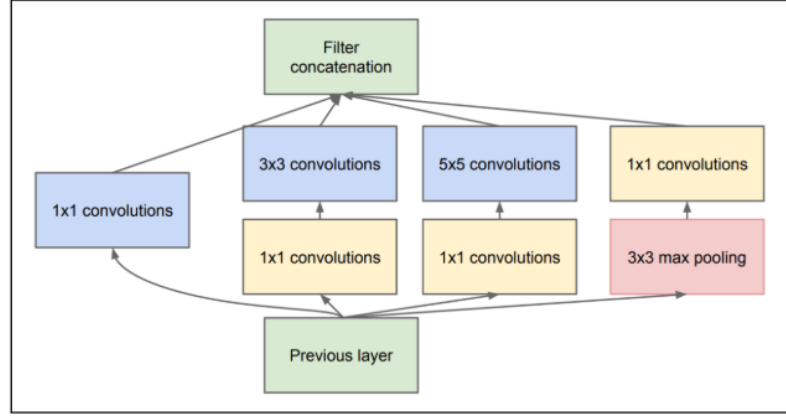 Filter
concatenation
3x3 convolutions
5x5 convolutions
1x1 convolutions
1x1 convolutions
1x1 convolutions
1x1 convolutions
3x3 max pooling
Previous layer